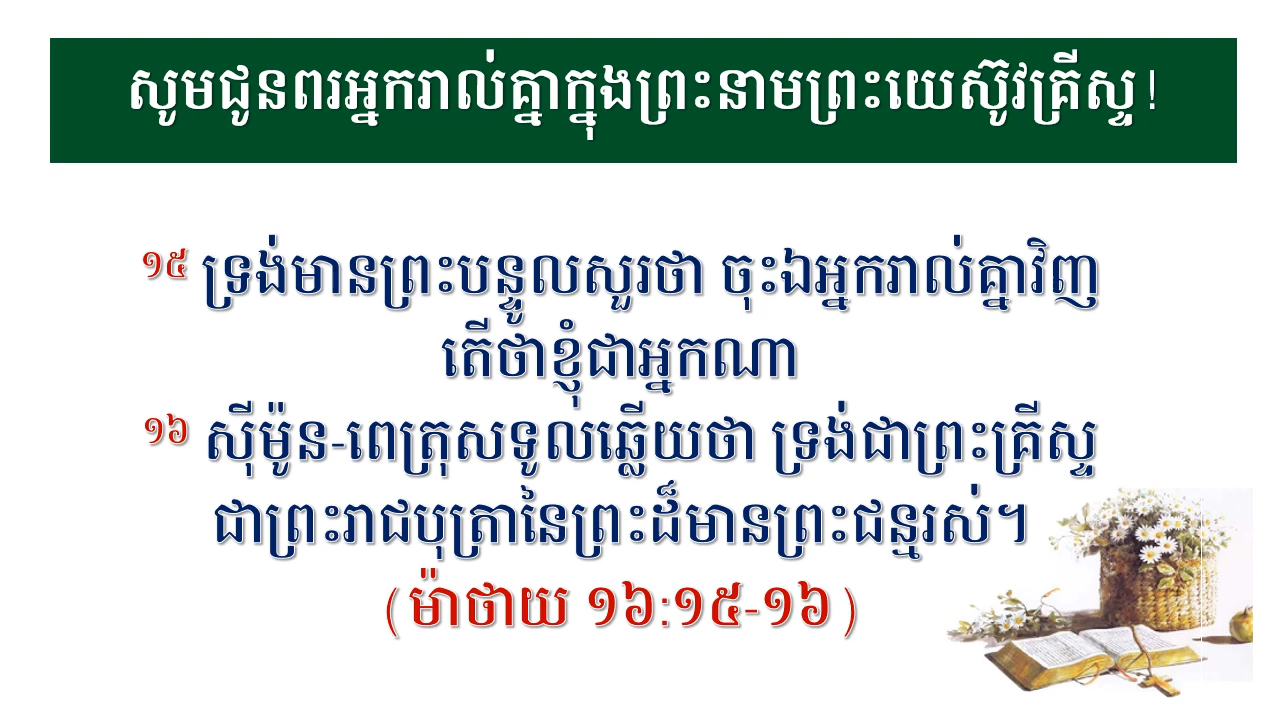 សូមជូនពរអ្នករាល់គ្នាក្នុងព្រះនាមព្រះយេស៊ូវគ្រីស្ទ!
១៥ ទ្រង់មានព្រះបន្ទូលសួរថា ចុះឯអ្នករាល់គ្នាវិញ
តើថាខ្ញុំជាអ្នកណា
១៦ ស៊ីម៉ូន-ពេត្រុសទូលឆ្លើយថា ទ្រង់ជាព្រះគ្រីស្ទ
ជាព្រះរាជបុត្រានៃព្រះដ៏មានព្រះជន្មរស់។
(ម៉ាថាយ ១៦:១៥-១៦)